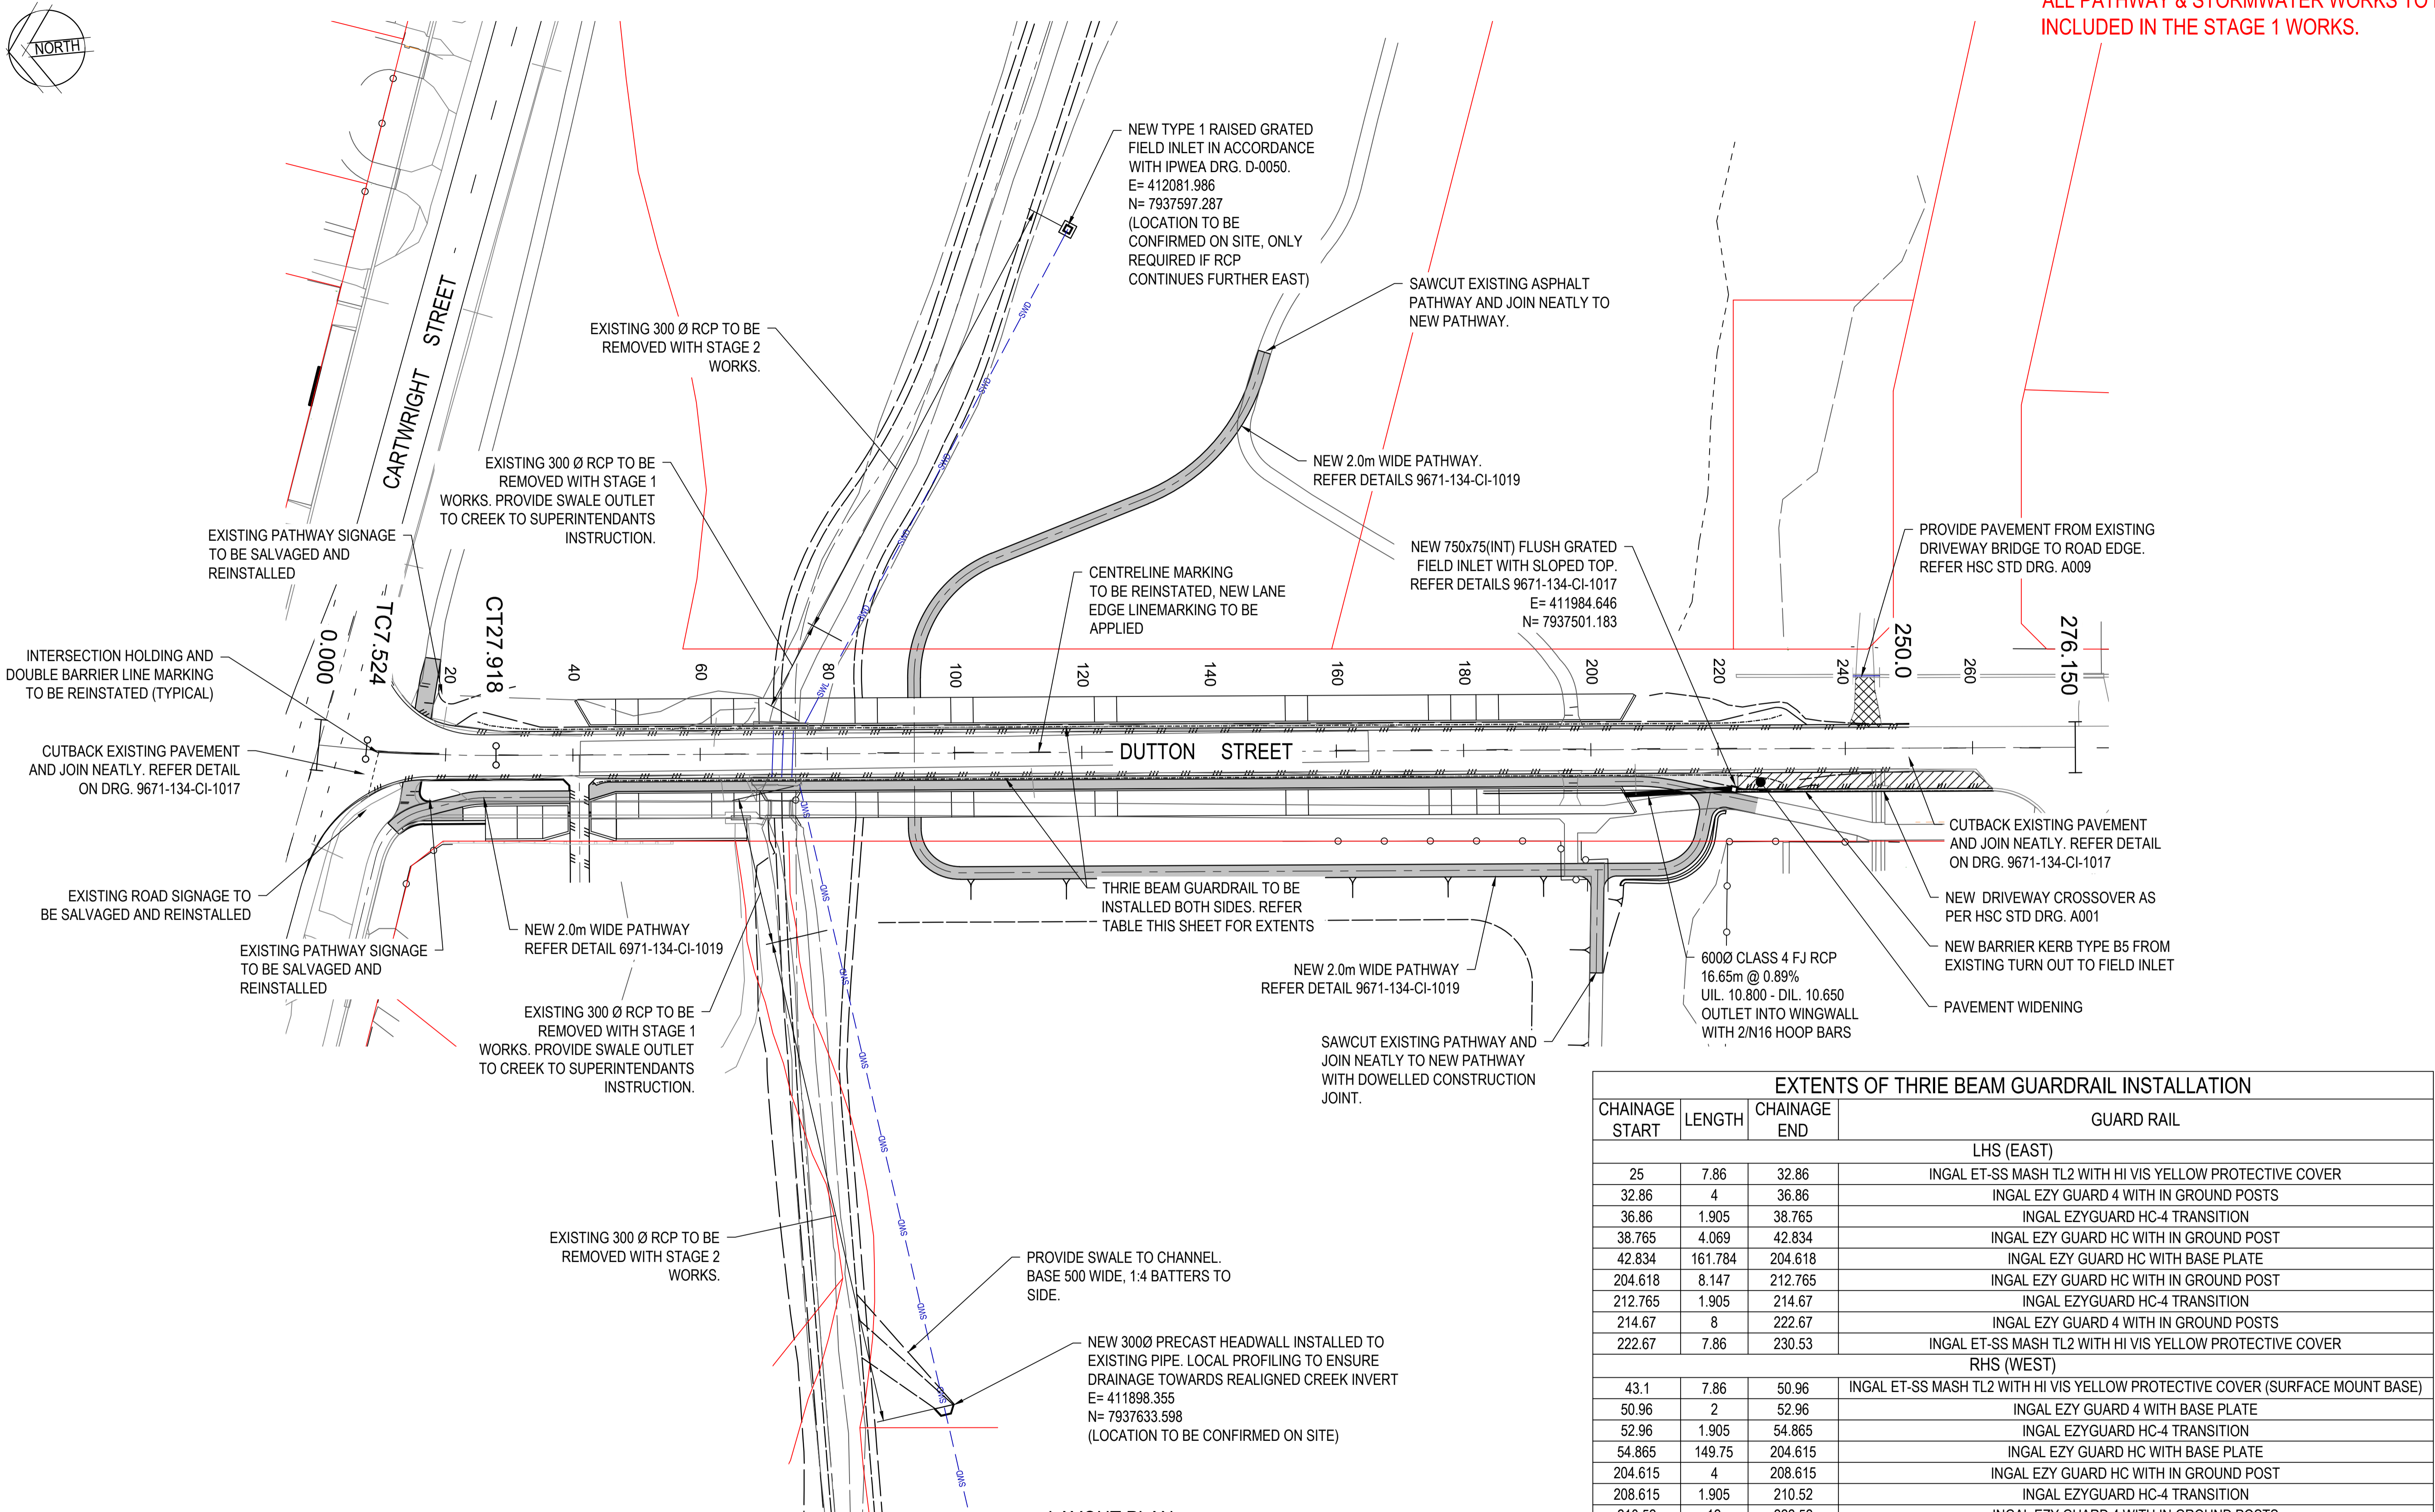 ALL PATHWAY & STORMWATER WORKS TO
INCLUDED IN THE STAGE 1 WORKS.
NORTH
NEW TYPE 1 RAISED GRATED
FIELD INLET IN ACCORDANCE
WITH IPWEA DRG. D-0050.
E= 412081.986
N= 7937597.287
(LOCATION TO BE
CONFIRMED ON SITE, ONLY
REQUIRED IF RCP
CONTINUES FURTHER EAST)
SAWCUT EXISTING ASPHALT
PATHWAY AND JOIN NEATLY TO
NEW PATHWAY.
EXISTING 300 Ø RCP TO BE
REMOVED WITH STAGE 2
WORKS.
CARTWRIGHT STREET
EXISTING 300 Ø RCP TO BE
REMOVED WITH STAGE 1
WORKS. PROVIDE SWALE OUTLET
TO CREEK TO SUPERINTENDANTS
INSTRUCTION.
NEW 2.0m WIDE PATHWAY.
REFER DETAILS 9671-134-CI-1019
EXISTING PATHWAY SIGNAGE
TO BE SALVAGED AND
REINSTALLED
NEW 750x75(INT) FLUSH GRATED
FIELD INLET WITH SLOPED TOP.
REFER DETAILS 9671-134-CI-1017
E= 411984.646
N= 7937501.183
PROVIDE PAVEMENT FROM EXISTING
DRIVEWAY BRIDGE TO ROAD EDGE.
REFER HSC STD DRG. A009
CENTRELINE MARKING
TO BE REINSTATED, NEW LANE
EDGE LINEMARKING TO BE
APPLIED
SWD
SWD
SWD
SWD
SWD
SWL
INTERSECTION HOLDING AND
DOUBLE BARRIER LINE MARKING
TO BE REINSTATED (TYPICAL)
0.000
TC7.524
20
CT27.918
40
60
80
100
120
140
160
180
200
220
240
250.0
260
276.150
DUTTON STREET
CUTBACK EXISTING PAVEMENT
AND JOIN NEATLY. REFER DETAIL
ON DRG. 9671-134-CI-1017
EXISTING ROAD SIGNAGE TO
BE SALVAGED AND REINSTALLED
EXISTING PATHWAY SIGNAGE
TO BE SALVAGED AND
REINSTALLED
NEW 2.0m WIDE PATHWAY
REFER DETAIL 6971-134-CI-1019
THRIE BEAM GUARDRAIL TO BE
INSTALLED BOTH SIDES. REFER
TABLE THIS SHEET FOR EXTENTS
CUTBACK EXISTING PAVEMENT
AND JOIN NEATLY. REFER DETAIL
ON DRG. 9671-134-CI-1017
NEW DRIVEWAY CROSSOVER AS
PER HSC STD DRG. A001
NEW BARRIER KERB TYPE B5 FROM
EXISTING TURN OUT TO FIELD INLET
PAVEMENT WIDENING
600Ø CLASS 4 FJ RCP
16.65m @ 0.89%
UIL. 10.800 - DIL. 10.650
OUTLET INTO WINGWALL
WITH 2/N16 HOOP BARS
NEW 2.0m WIDE PATHWAY
REFER DETAIL 9671-134-CI-1019
SAWCUT EXISTING PATHWAY AND
JOIN NEATLY TO NEW PATHWAY
WITH DOWELLED CONSTRUCTION
JOINT.
EXISTING 300 Ø RCP TO BE
REMOVED WITH STAGE 1
WORKS. PROVIDE SWALE OUTLET
TO CREEK TO SUPERINTENDANTS
INSTRUCTION.
SWD
SWD
SWD
SWD
SWD
SWD
SWD
SWD
SWD
EXISTING 300 Ø RCP TO BE
REMOVED WITH STAGE 2
WORKS.
PROVIDE SWALE TO CHANNEL.
BASE 500 WIDE, 1:4 BATTERS TO
SIDE.
NEW 300Ø PRECAST HEADWALL INSTALLED TO
EXISTING PIPE. LOCAL PROFILING TO ENSURE
DRAINAGE TOWARDS REALIGNED CREEK INVERT
E= 411898.355
N= 7937633.598
(LOCATION TO BE CONFIRMED ON SITE)
EXTENTS OF THRIE BEAM GUARDRAIL INSTALLATION
CHAINAGE START LENGTH CHAINAGE END GUARD RAIL
LHS (EAST)
25 7.86 32.86 INGAL ET-SS MASH TL2 WITH HI VIS YELLOW PROTECTIVE COVER
32.86 4 36.86 INGAL EZY GUARD 4 WITH IN GROUND POSTS
36.86 1.905 38.765 INGAL EZYGUARD HC-4 TRANSITION
38.765 4.069 42.834 INGAL EZY GUARD HC WITH IN GROUND POST
42.834 161.784 204.618 INGAL EZY GUARD HC WITH BASE PLATE
204.618 8.147 212.765 INGAL EZY GUARD HC WITH IN GROUND POST
212.765 1.905 214.67 INGAL EZYGUARD HC-4 TRANSITION
214.67 8 222.67 INGAL EZY GUARD 4 WITH IN GROUND POSTS
222.67 7.86 230.53 INGAL ET-SS MASH TL2 WITH HI VIS YELLOW PROTECTIVE COVER
RHS (WEST)
43.1 7.86 50.96 INGAL ET-SS MASH TL2 WITH HI VIS YELLOW PROTECTIVE COVER (SURFACE MOUNT BASE)
50.96 2 52.96 INGAL EZY GUARD 4 WITH BASE PLATE
52.96 1.905 54.865 INGAL EZYGUARD HC-4 TRANSITION
54.865 149.75 204.615 INGAL EZY GUARD HC WITH BASE PLATE
204.615 4 208.615 INGAL EZY GUARD HC WITH IN GROUND POST
208.615 1.905 210.52 INGAL EZYGUARD HC-4 TRANSITION